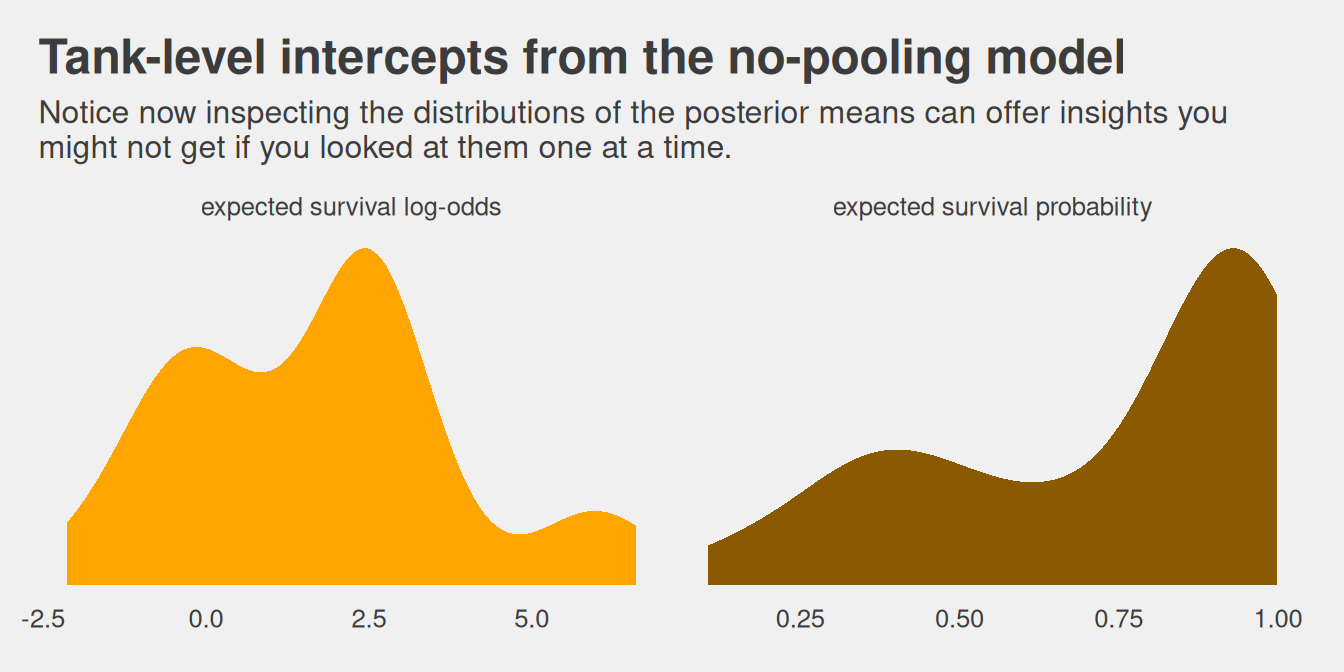 Tank-level intercepts from the no-pooling model
Notice now inspecting the distributions of the posterior means can offer insights you
might not get if you looked at them one at a time.
expected survival log-odds
expected survival probability
-2.5 0.0 2.5 5.0
0.25 0.50 0.75 1.00